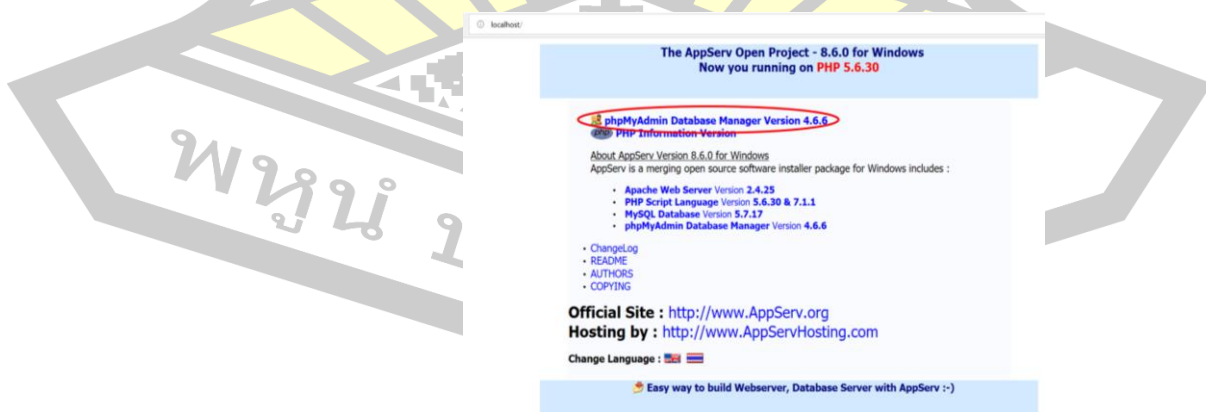 localhost/
The AppServ Open Project - 8.6.0 for Windows
Now you running on PHP 5.6.30
phpMyAdmin Database Manager Version 4.6.6
php PHP Information Version
About AppServ Version 8.6.0 for Windows
AppServ is a merging open source software installer package for Windows includes :
• Apache Web Server Version 2.4.25
• PHP Script Language Version 5.6.30 & 7.1.1
• MySQL Database Version 5.7.17
• phpMyAdmin Database Manager Version 4.6.6
• ChangeLog
• README
• AUTHORS
• COPYING
Official Site : http://www.AppServ.org
Hosting by : http://www.AppServHosting.com
Change Language :
Easy way to build Webserver, Database Server with AppServ :-)
พหูน์